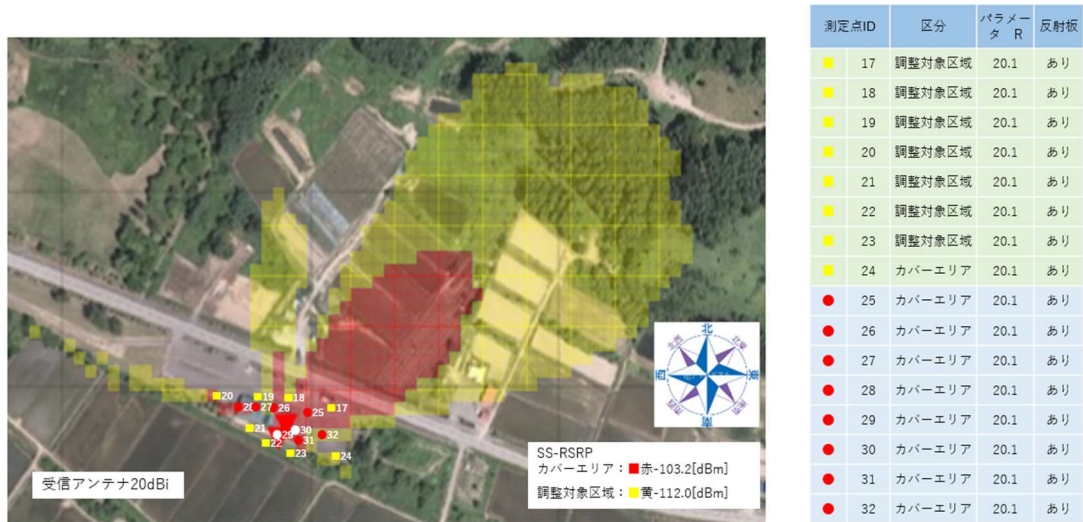 測定点ID 区分 パラメー
タ R 反射板
17 調整対象区域 20.1 あり
18 調整対象区域 20.1 あり
19 調整対象区域 20.1 あり
20 調整対象区域 20.1 あり
21 調整対象区域 20.1 あり
22 調整対象区域 20.1 あり
23 調整対象区域 20.1 あり
24 カバーエリア 20.1 あり
25 カバーエリア 20.1 あり
26 カバーエリア 20.1 あり
27 カバーエリア 20.1 あり
28 カバーエリア 20.1 あり
29 カバーエリア 20.1 あり
30 カバーエリア 20.1 あり
31 カバーエリア 20.1 あり
32 カバーエリア 20.1 あり
北
北西 北東
西 東
南
20 19 18
28 27 26 25 17
21 29 30
22 31 32
23 24
SS-RSRP
カバーエリア：赤-103.2[dBm]
調整対象区域：黄-112.0[dBm]
受信アンテナ20dBi